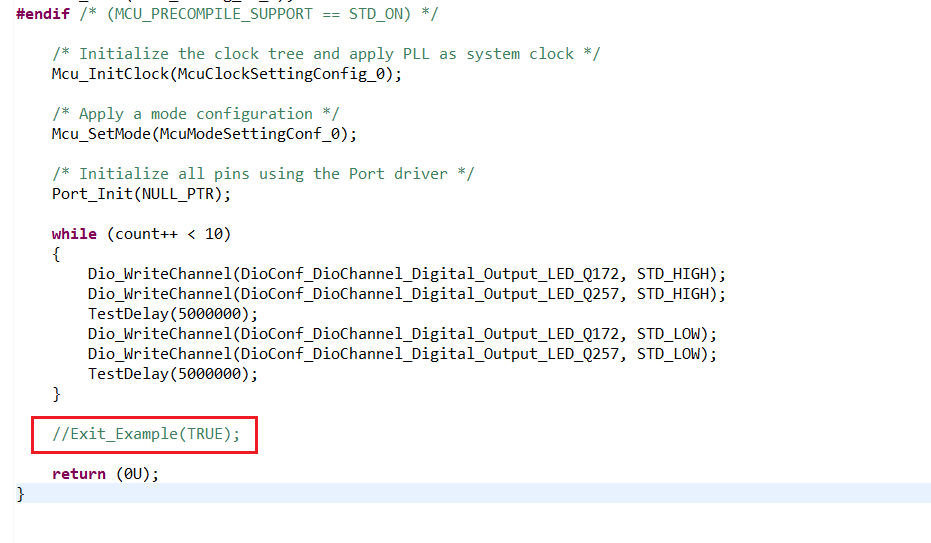 #endif /* (MCU_PRECOMPILE_SUPPORT == STD_ON) */
/* Initialize the clock tree and apply PLL as system clock */
Mcu_InitClock(McuClockSettingConfig_0);
/* Apply a mode configuration */
Mcu_SetMode(McuModeSettingConf_0);
/* Initialize all pins using the Port driver */
Port_Init(NULL_PTR);
while (count++ < 10)
{
Dio_WriteChannel(DioConf_DioChannel_Digital_Output_LED_Q172, STD_HIGH);
Dio_WriteChannel(DioConf_DioChannel_Digital_Output_LED_Q257, STD_HIGH);
TestDelay(5000000);
Dio_WriteChannel(DioConf_DioChannel_Digital_Output_LED_Q172, STD_LOW);
Dio_WriteChannel(DioConf_DioChannel_Digital_Output_LED_Q257, STD_LOW);
TestDelay(5000000);
}
//Exit_Example(TRUE);
return (0U);
}